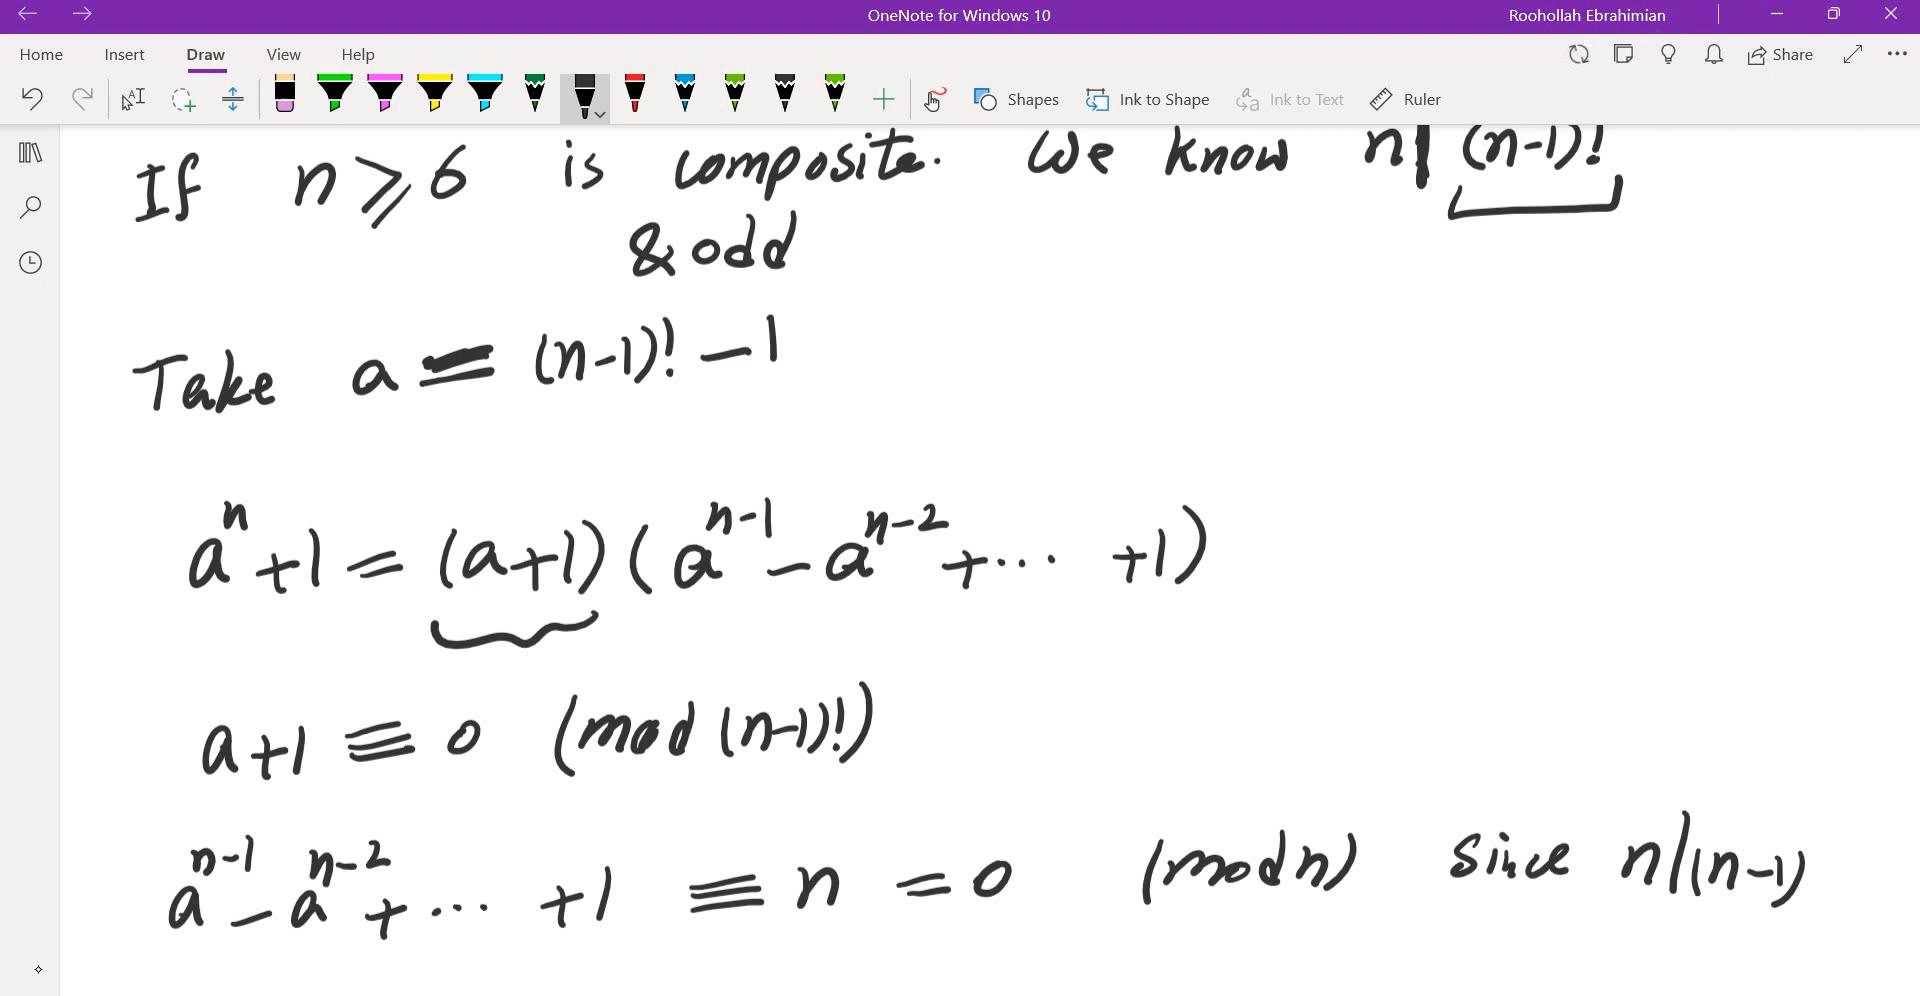 OneNote for Windows 10
Roohollah Ebrahimian
Home Insert Draw View Help
Share
Shapes Ink to Shape Ink to Text Ruler
If n ⩾ 6 is composite. We know n | (n-1)!
& odd
Take a = (n-1)! - 1
a^n + 1 = (a+1)(a^{n-1} - a^{n-2} + ... + 1)
a+1 ≡ 0 (mod (n-1)!)
a^{n-1} - a^{n-2} + ... + 1 ≡ n = 0 (mod n) since n | (n-1)